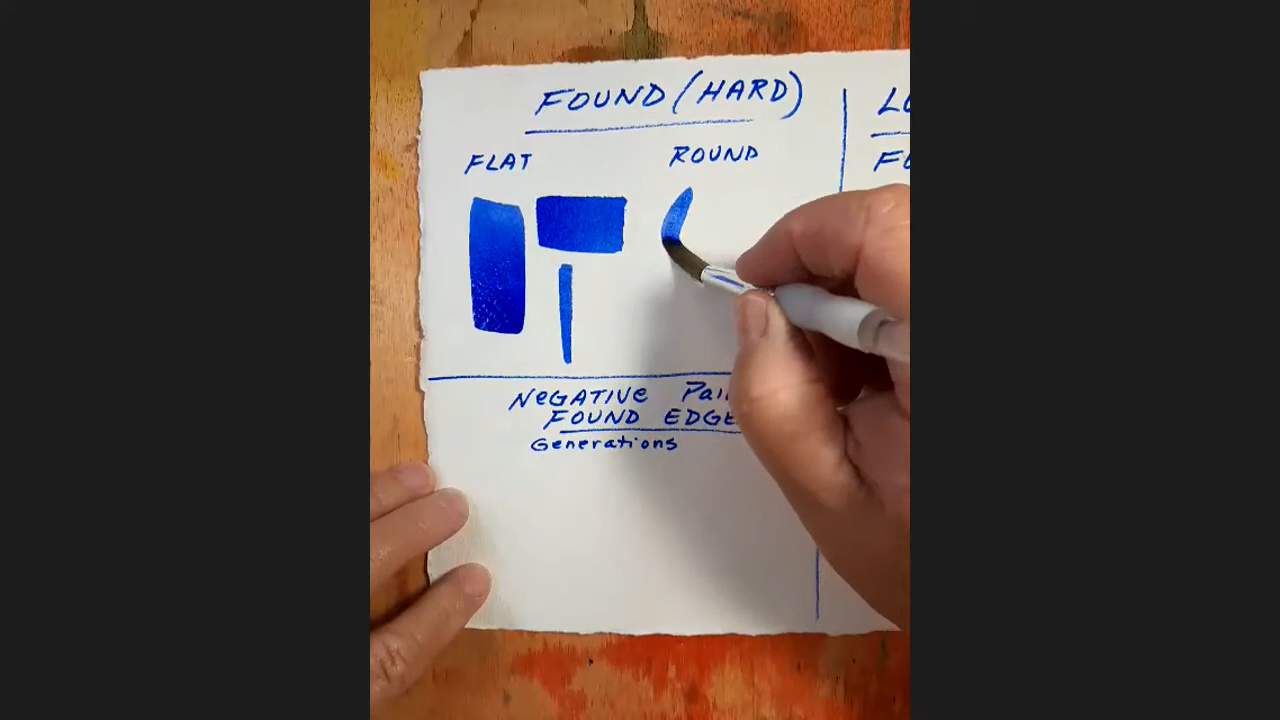 FOUND (HARD)
FLAT
ROUND
NeGATIVe
FOUND EDGE
Generations